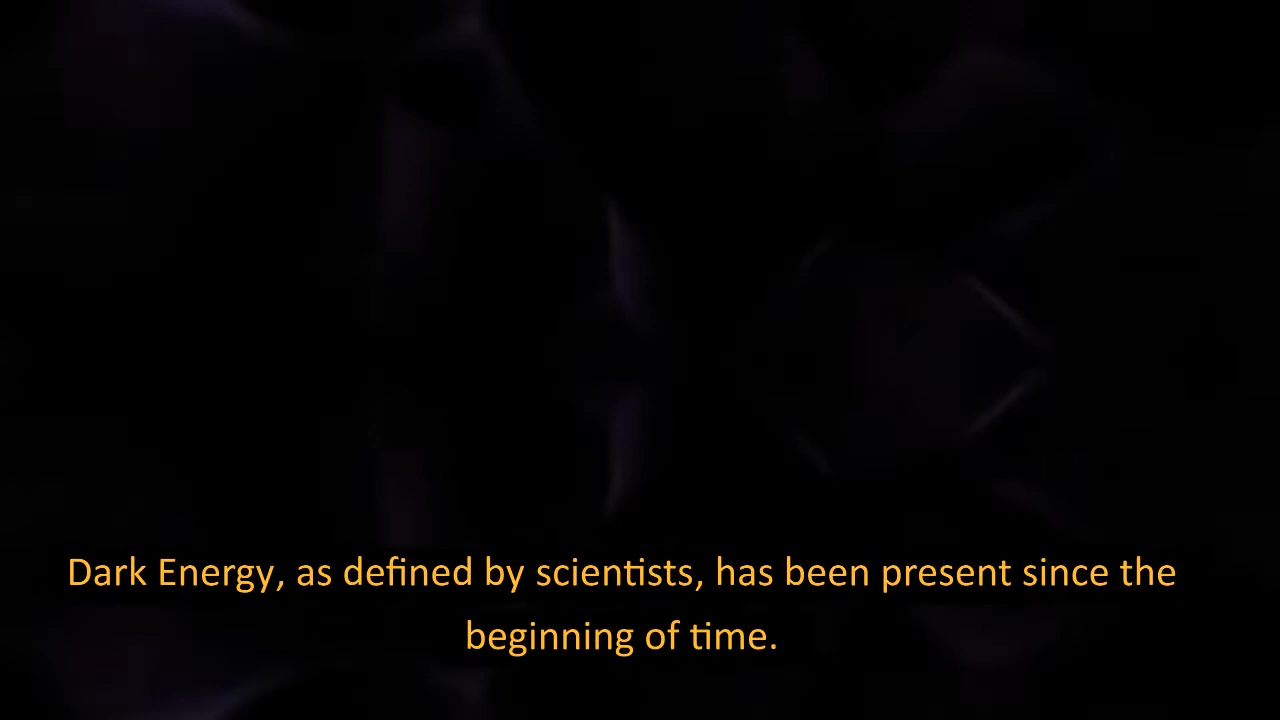 Dark Energy, as defined by scientists, has been present since the
beginning of time.